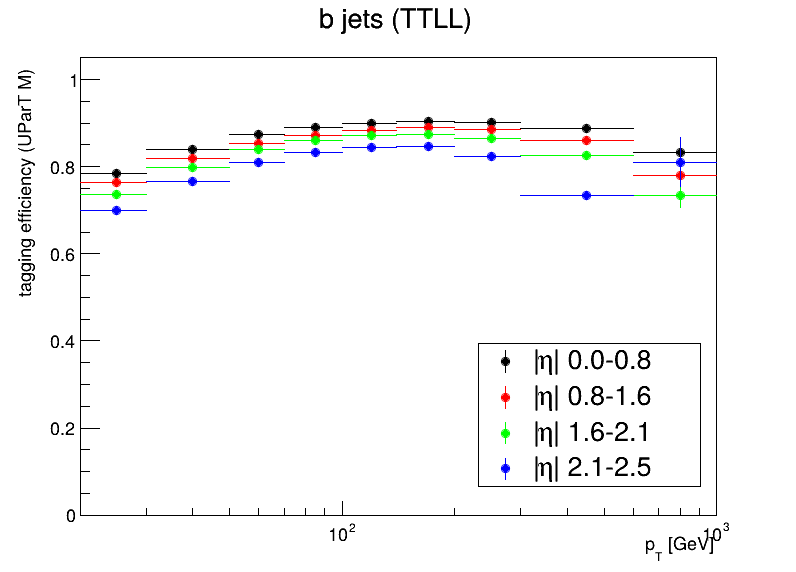 b jets (TTLL)
tagging efficiency (UParT M)
1
0.8
0.6
0.4
0.2
0
|η| 0.0-0.8
|η| 0.8-1.6
|η| 1.6-2.1
|η| 2.1-2.5
10²
10³
p_T [GeV]